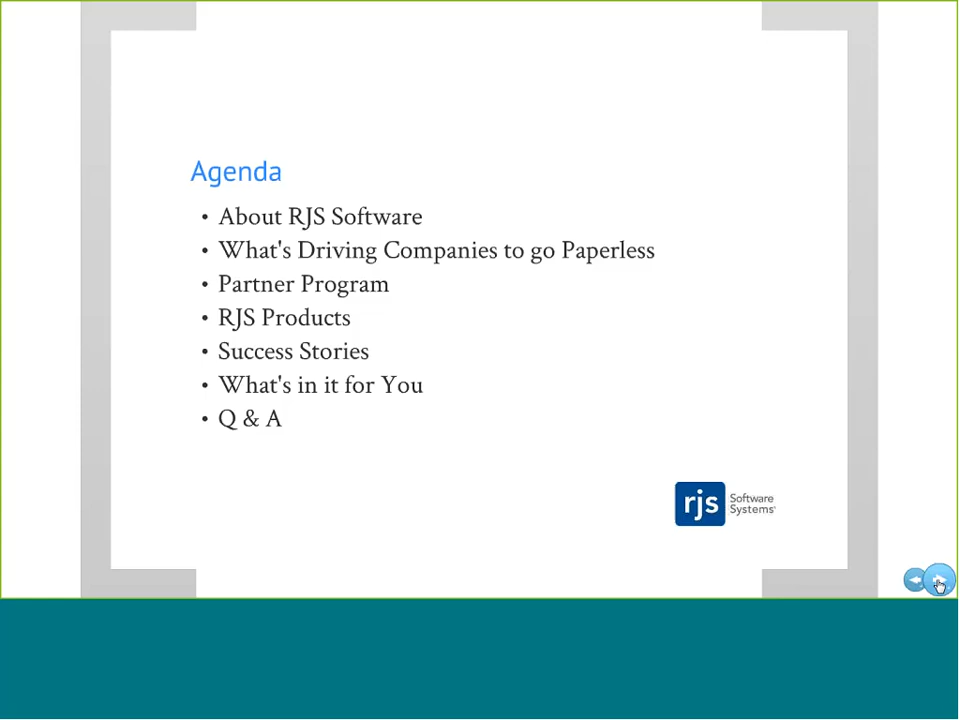 Agenda
• About RJS Software
• What's Driving Companies to go Paperless
• Partner Program
• RJS Products
• Success Stories
• What's in it for You
• Q & A
rjs Software
Systems